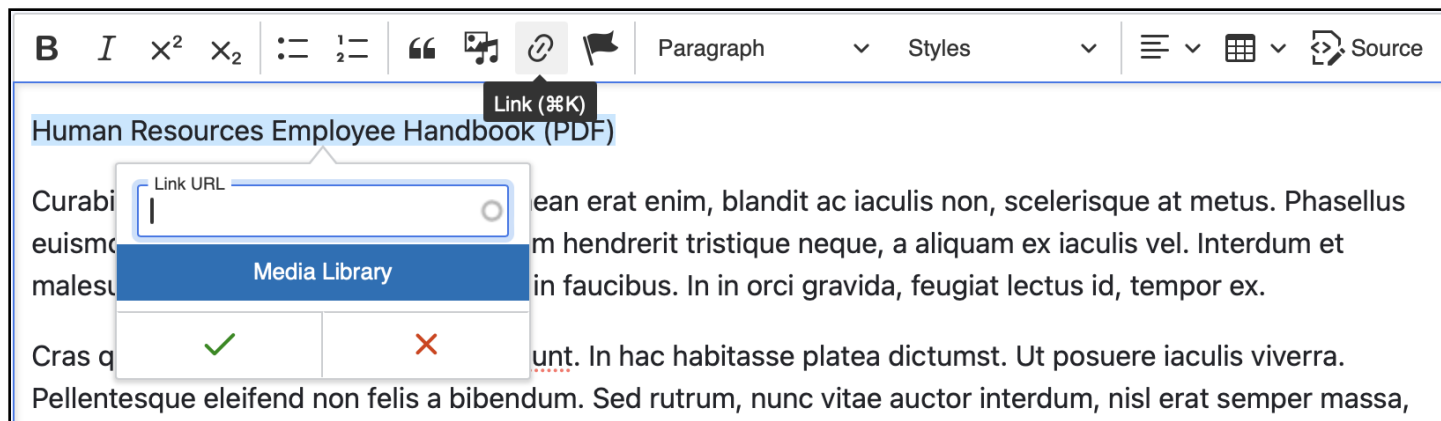 B I x² x₂ Paragraph Styles Source
Link (⌘K)
Human Resources Employee Handbook (PDF)
Link URL
Curabi ean erat enim, blandit ac iaculis non, scelerisque at metus. Phasellus
euismo m hendrerit tristique neque, a aliquam ex iaculis vel. Interdum et
Media Library
malesu in faucibus. In in orci gravida, feugiat lectus id, tempor ex.
Cras q unt. In hac habitasse platea dictumst. Ut posuere iaculis viverra.
Pellentesque eleifend non felis a bibendum. Sed rutrum, nunc vitae auctor interdum, nisl erat semper massa,